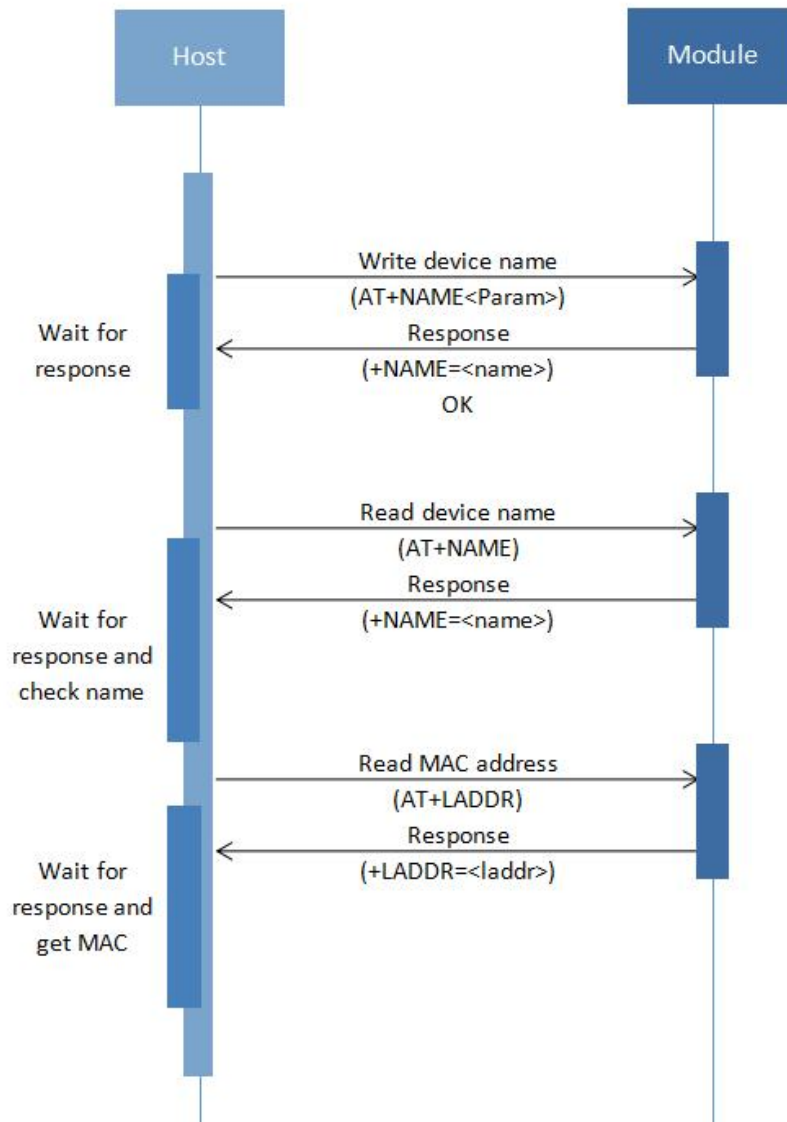 Host
Module
Write device name
(AT+NAME<Param>)
Wait for
response
Response
(+NAME=<name>)
OK
Read device name
(AT+NAME)
Response
(+NAME=<name>)
Wait for
response and
check name
Read MAC address
(AT+LADDR)
Response
(+LADDR=<laddr>)
Wait for
response and
get MAC